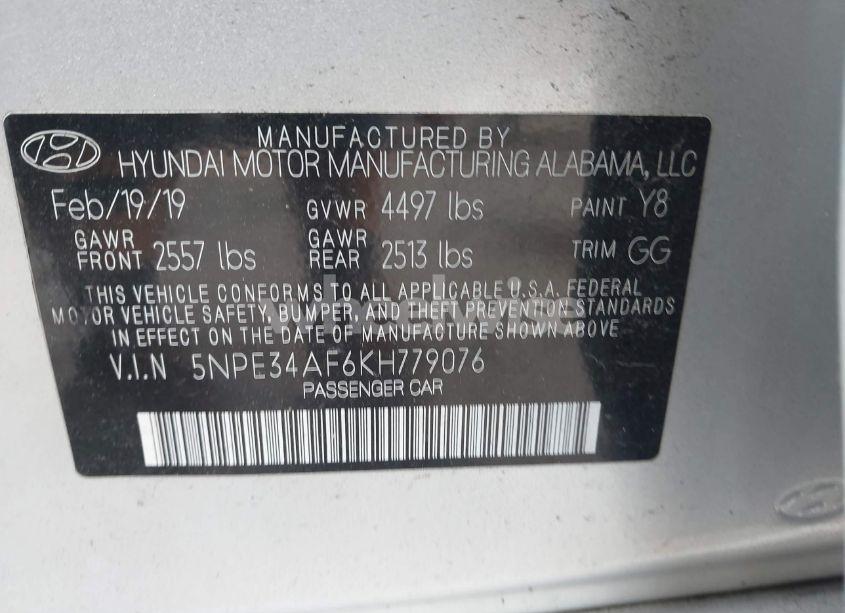 MANUFACTURED BY
HYUNDAI MOTOR MANUFACTURING ALABAMA, LLC
Feb/19/19 GVWR 4497 lbs PAINT Y8
GAWR FRONT 2557 lbs GAWR REAR 2513 lbs TRIM GG
THIS VEHICLE CONFORMS TO ALL APPLICABLE U.S.A. FEDERAL
MOTOR VEHICLE SAFETY, BUMPER, AND THEFT PREVENTION STANDARDS
IN EFFECT ON THE DATE OF MANUFACTURE SHOWN ABOVE
V.I.N 5NPE34AF6KH779076
PASSENGER CAR